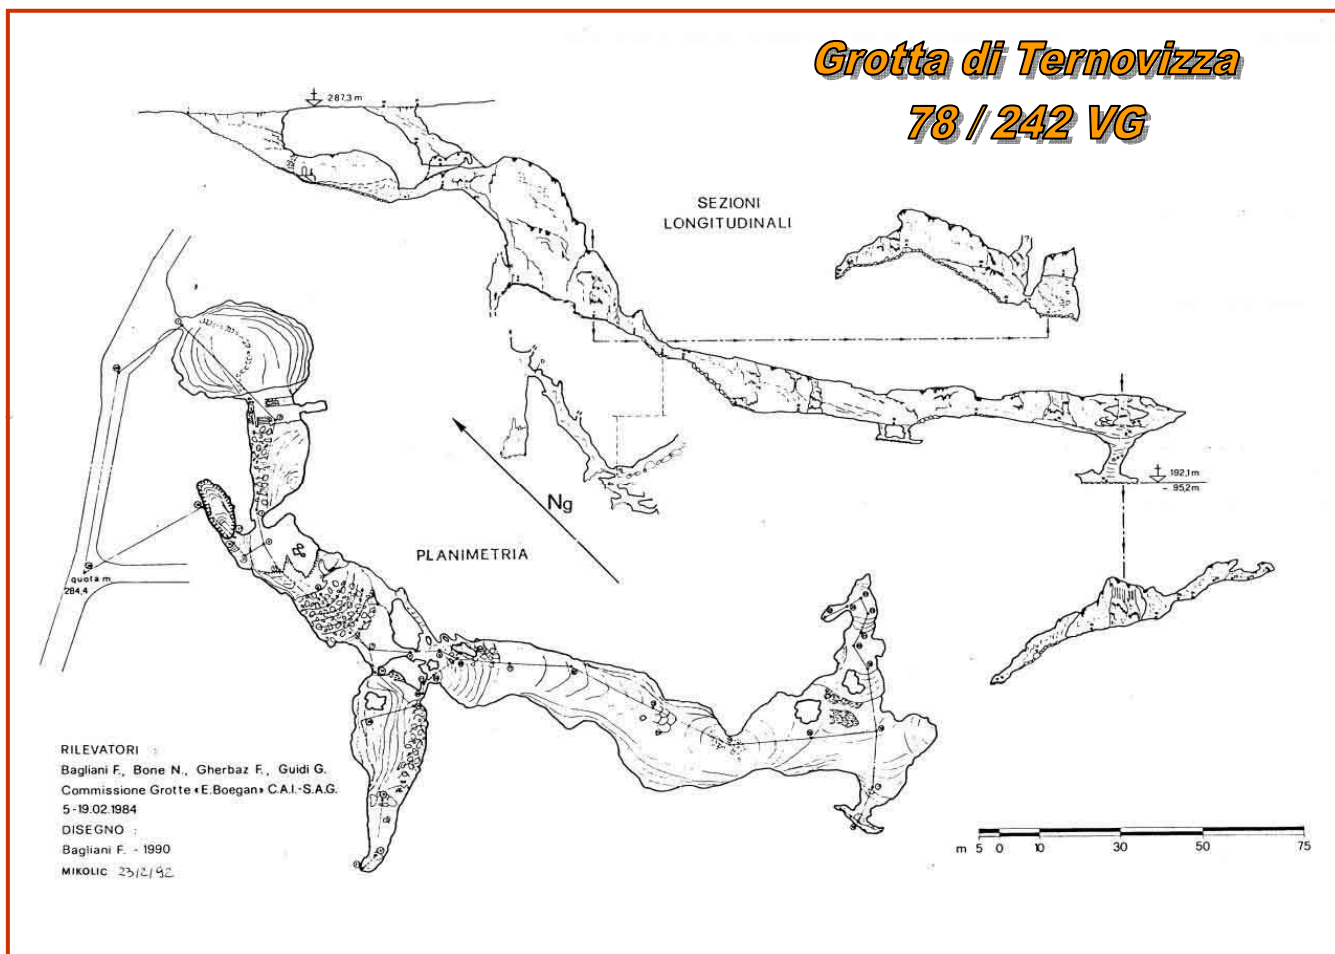 Grotta di Ternovizza
78 / 242 VG
287,3 m
SEZIONI
LONGITUDINALI
192,1 m
- 95,2 m
Ng
PLANIMETRIA
quota m.
284,4
RILEVATORI :
Bagliani F., Bone N., Gherbaz F., Guidi G.
Commissione Grotte «E.Boegan» C.A.I.-S.A.G.
5-19.02.1984
DISEGNO :
Bagliani F. - 1990
MIKOLIC 23/2/92
m 5 0 10 30 50 75